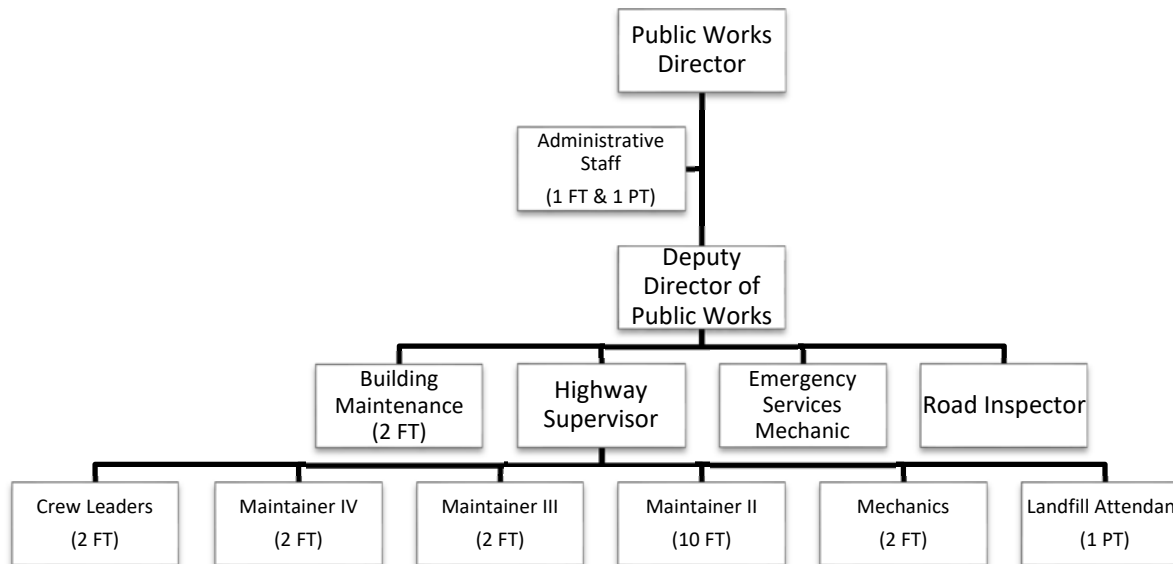 Public Works
Director
Administrative
Staff
(1 FT & 1 PT)
Deputy
Director of
Public Works
Building
Maintenance
(2 FT)
Highway
Supervisor
Emergency
Services
Mechanic
Road Inspector
Crew Leaders
(2 FT)
Maintainer IV
(2 FT)
Maintainer III
(2 FT)
Maintainer II
(10 FT)
Mechanics
(2 FT)
Landfill Attendan
(1 PT)